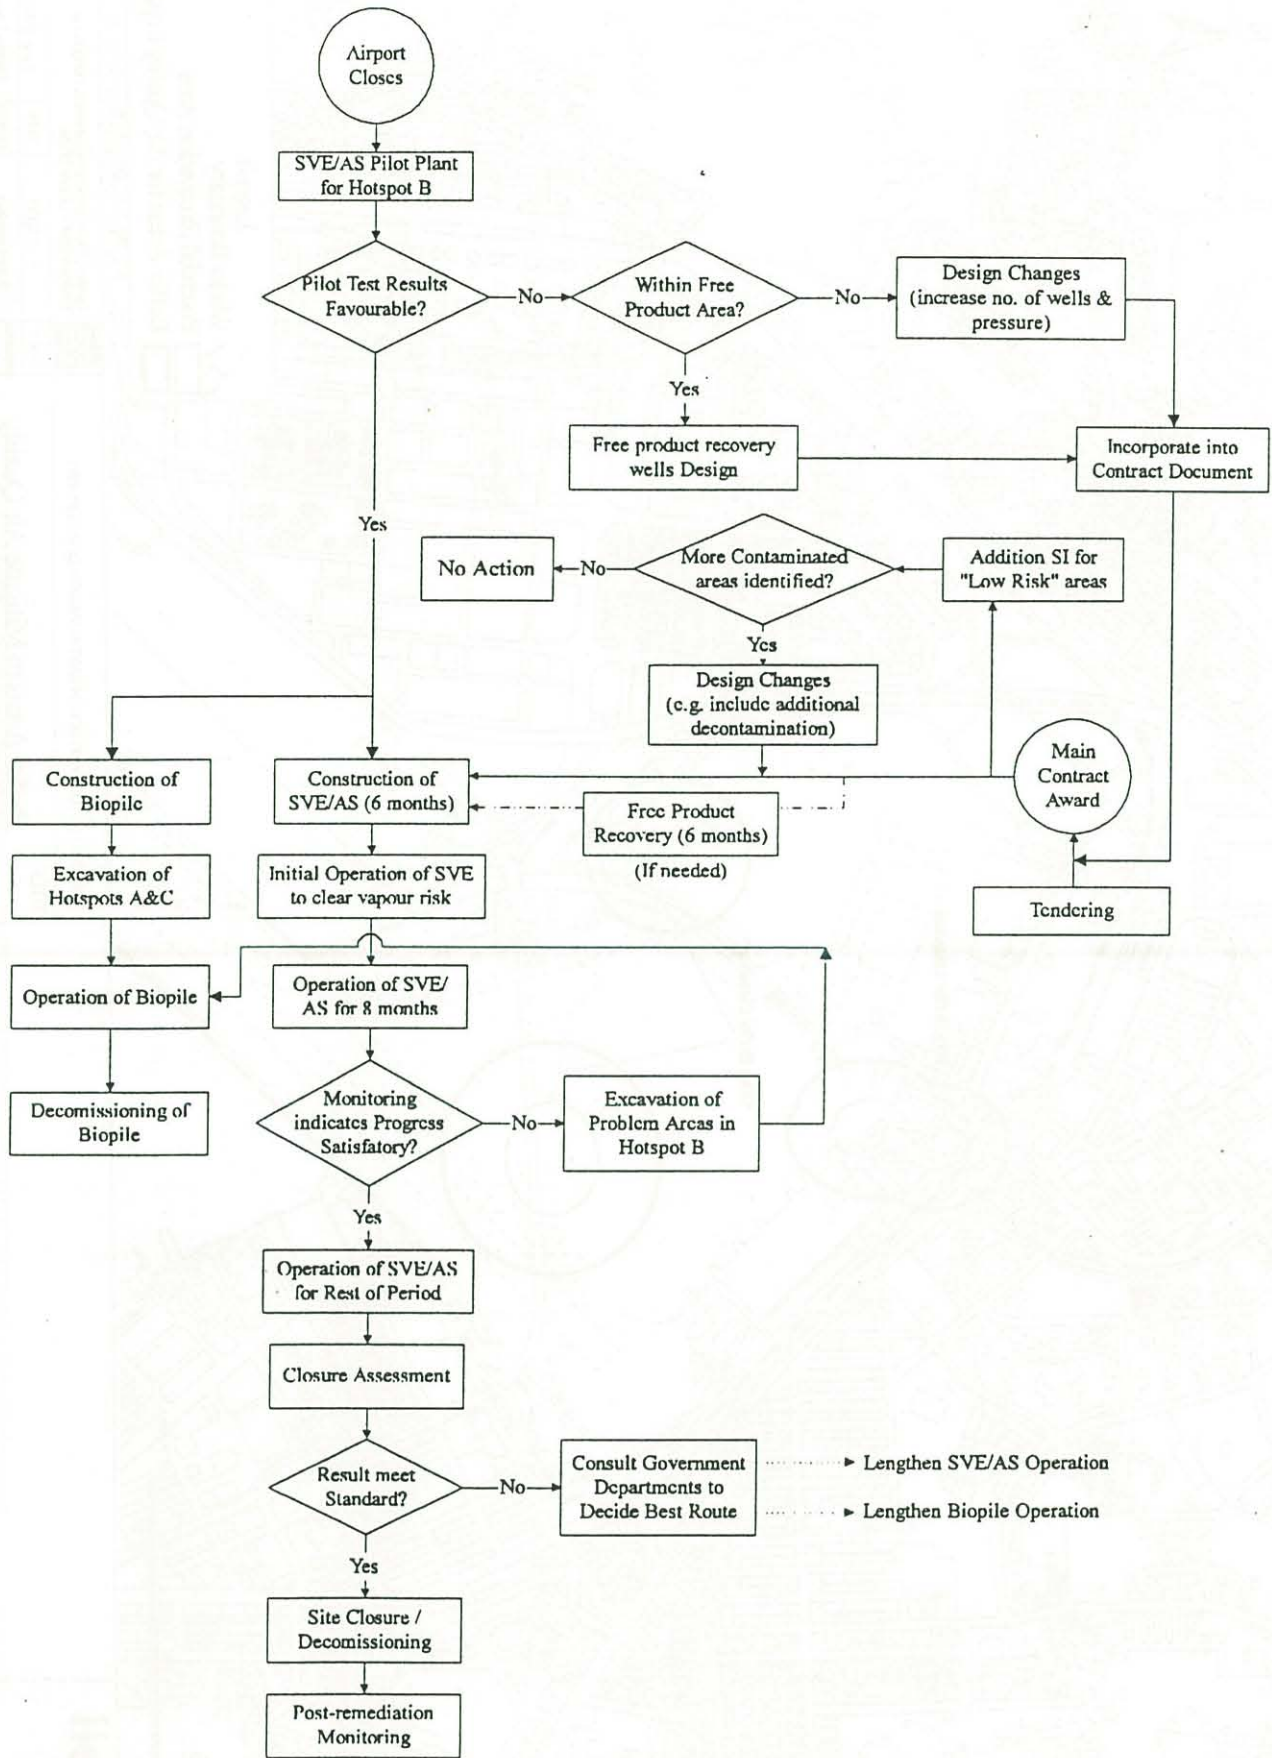 Airport
Closes
SVE/AS Pilot Plant
for Hotspot B
Pilot Test Results
Favourable?
No
Within Free
Product Area?
No
Design Changes
(increase no. of wells &
pressure)
Yes
Free product recovery
wells Design
Incorporate into
Contract Document
Yes
No Action
No
More Contaminated
areas identified?
Addition SI for
"Low Risk" areas
Yes
Design Changes
(e.g. include additional
decontamination)
Main
Contract
Award
Construction of
Biopile
Construction of
SVE/AS (6 months)
Free Product
Recovery (6 months)
(If needed)
Excavation of
Hotspots A&C
Initial Operation of SVE
to clear vapour risk
Tendering
Operation of Biopile
Operation of SVE/
AS for 8 months
Decomissioning of
Biopile
Monitoring
indicates Progress
Satisfatory?
No
Excavation of
Problem Areas in
Hotspot B
Yes
Operation of SVE/AS
for Rest of Period
Closure Assessment
Result meet
Standard?
No
Consult Government
Departments to
Decide Best Route
Lengthen SVE/AS Operation
Lengthen Biopile Operation
Yes
Site Closure /
Decomissioning
Post-remediation
Monitoring